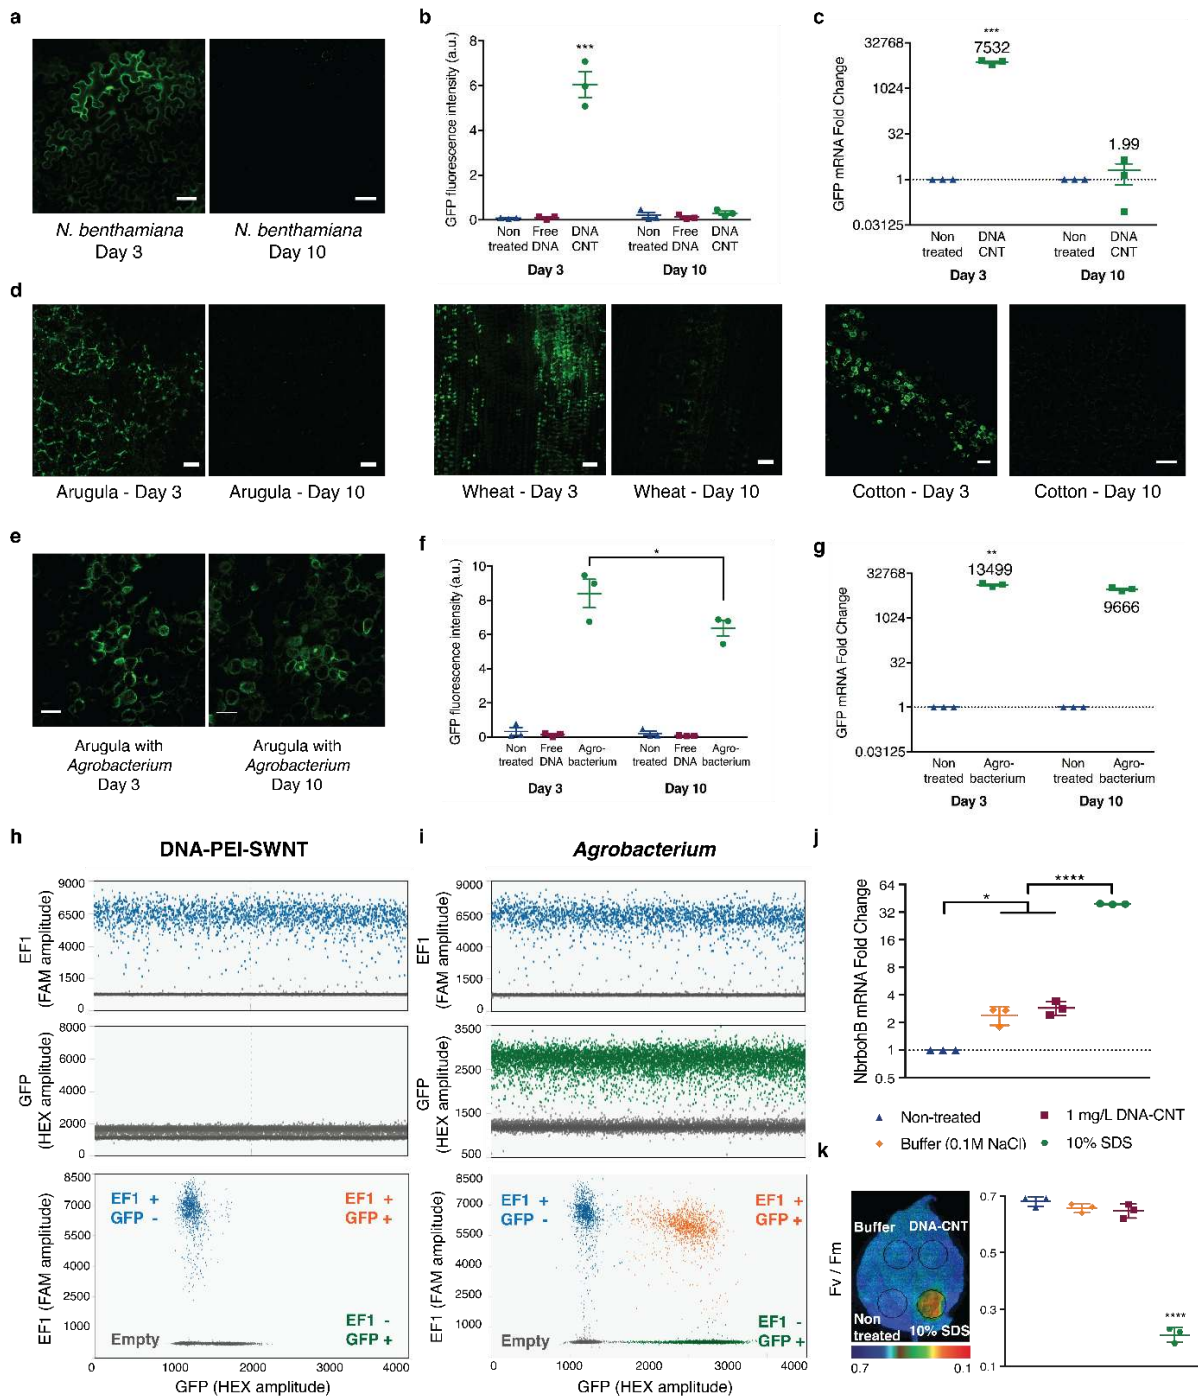 a
N. benthamiana
Day 3
N. benthamiana
Day 10
b
GFP fluorescence intensity (a.u.)
8
6
4
2
0
***
Non treated
Free DNA
DNA CNT
Non treated
Free DNA
DNA CNT
Day 3
Day 10
c
GFP mRNA Fold Change
32768
1024
32
1
0.03125
***
7532
1.99
Non treated
DNA CNT
Non treated
DNA CNT
Day 3
Day 10
d
Arugula - Day 3
Arugula - Day 10
Wheat - Day 3
Wheat - Day 10
Cotton - Day 3
Cotton - Day 10
e
Arugula with
Agrobacterium
Day 3
Arugula with
Agrobacterium
Day 10
f
GFP fluorescence intensity (a.u.)
10
8
6
4
2
0
*
Non treated
Free DNA
Agro-bacterium
Non treated
Free DNA
Agro-bacterium
Day 3
Day 10
g
GFP mRNA Fold Change
32768
1024
32
1
0.03125
**
13499
9666
Non treated
Agro-bacterium
Non treated
Agro-bacterium
Day 3
Day 10
h
DNA-PEI-SWNT
EF1
(FAM amplitude)
9000
6500
4000
1500
0
GFP
(HEX amplitude)
8000
6000
4000
2000
0
EF1 (FAM amplitude)
8500
7000
5500
4000
2500
1000
EF1 +
GFP -
EF1 +
GFP +
EF1 -
GFP +
Empty
0
1000
2000
3000
4000
GFP (HEX amplitude)
i
Agrobacterium
EF1
(FAM amplitude)
9000
6500
4000
1500
0
GFP
(HEX amplitude)
3500
2500
1500
500
EF1 (FAM amplitude)
8500
7000
5500
4000
2500
1000
EF1 +
GFP -
EF1 +
GFP +
EF1 -
GFP +
Empty
0
1000
2000
3000
4000
GFP (HEX amplitude)
j
NbrbohB mRNA Fold Change
64
32
16
8
4
2
1
0.5
*
****
Non-treated
1 mg/L DNA-CNT
Buffer (0.1M NaCl)
10% SDS
k
Fv / Fm
Buffer
DNA-CNT
Non treated
10% SDS
0.7
0.1
0.7
0.5
0.3
0.1
****